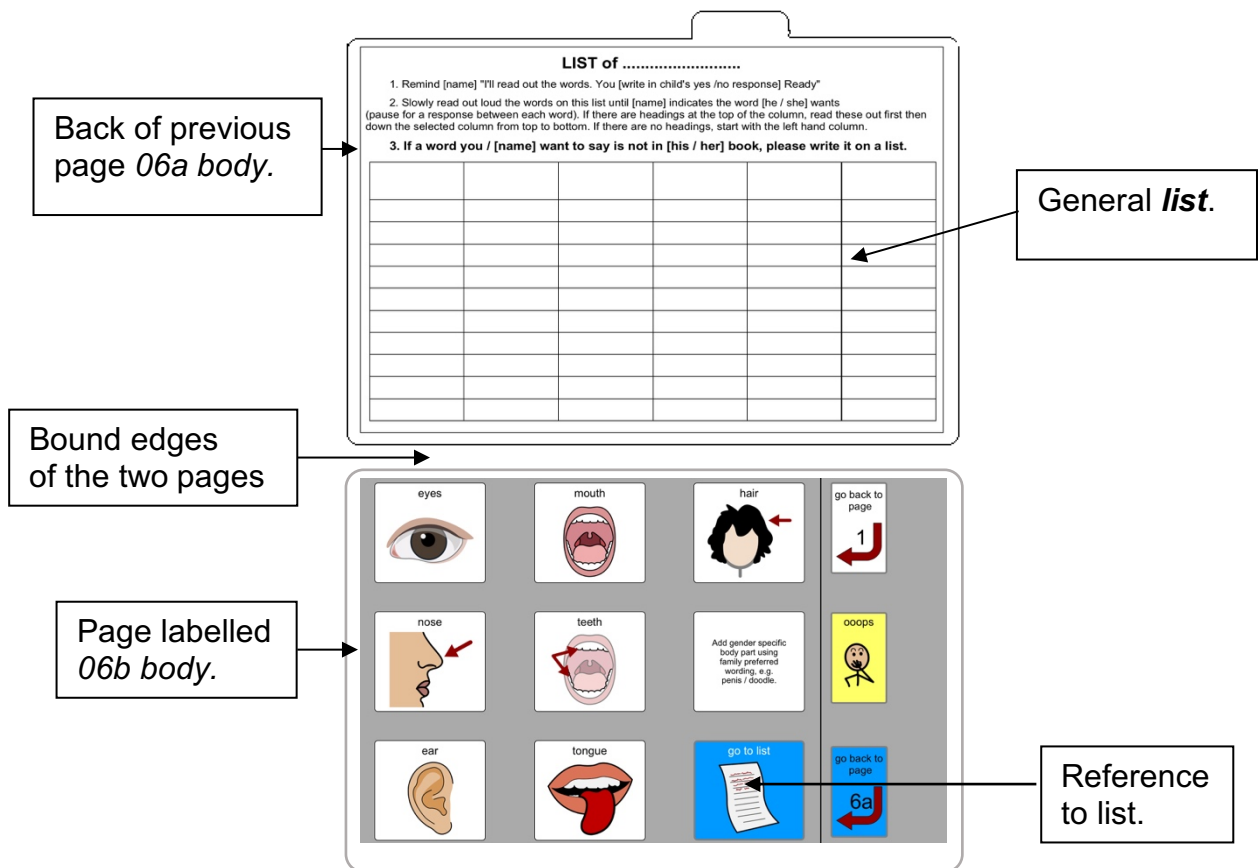 LIST of ..........................
1. Remind [name] "I'll read out the words. You [write in child's yes /no response] Ready"
2. Slowly read out loud the words on this list until [name] indicates the word [he / she] wants
(pause for a response between each word). If there are headings at the top of the column, read these out first then
down the selected column from top to bottom. If there are no headings, start with the left hand column.
3. If a word you / [name] want to say is not in [his / her] book, please write it on a list.
Back of previous
page 06a body.
General list.
Bound edges
of the two pages
Page labelled
06b body.
eyes
mouth
hair
go back to
page
1
nose
teeth
Add gender specific
body part using
family preferred
wording, e.g.
penis / doodle.
ooops
ear
tongue
go to list
go back to
page
6a
Reference
to list.